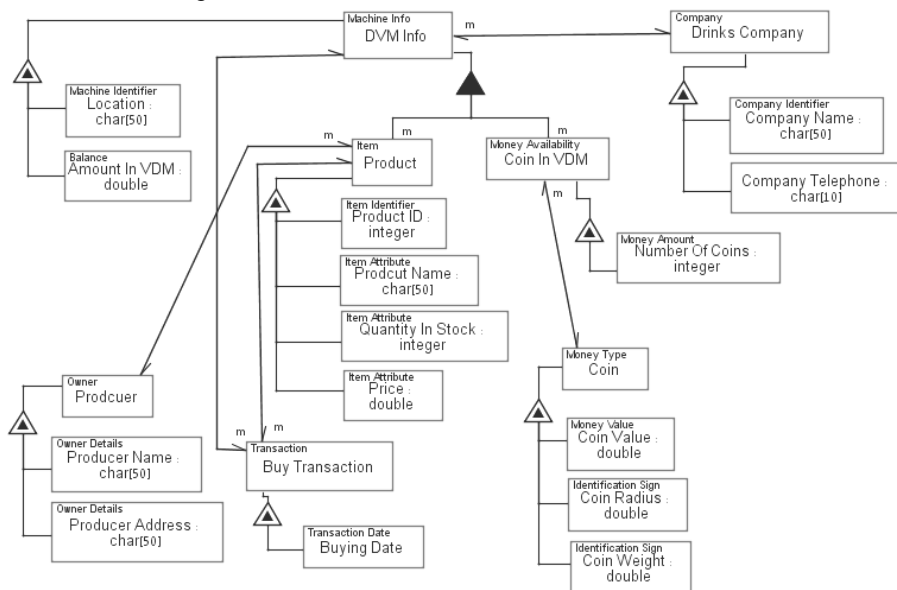 Machine Info
DVM Info
m
Company
Drinks Company
Machine Identifier
Location :
char[50]
Balance
Amount In VDM :
double
m
m
m
Item
Product
Money Availability
Coin In VDM
m
Company Identifier
Company Name :
char[50]
Company Telephone :
char[10]
Item Identifier
Product ID :
integer
Item Attribute
Prodcut Name :
char[50]
Item Attribute
Quantity In Stock :
integer
Item Attribute
Price :
double
Money Amount
Number Of Coins :
integer
Money Type
Coin
Money Value
Coin Value :
double
Identification Sign
Coin Radius :
double
Identification Sign
Coin Weight :
double
Owner
Prodcuer
Owner Details
Producer Name :
char[50]
Owner Details
Producer Address :
char[50]
m
m
Transaction
Buy Transaction
Transaction Date
Buying Date